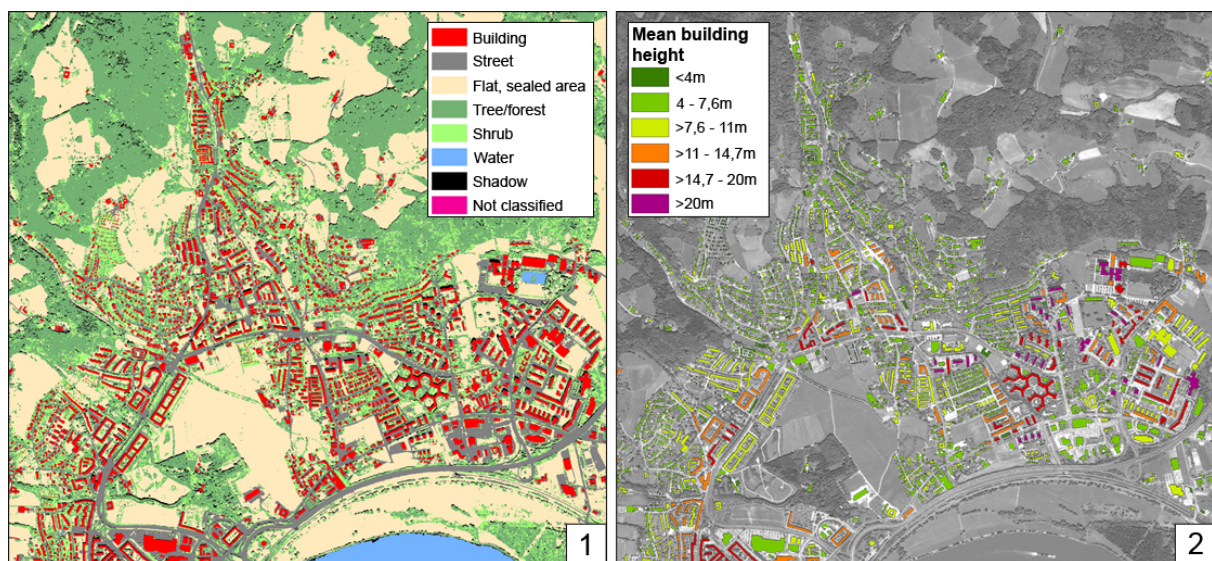 Building
Street
Flat, sealed area
Tree/forest
Shrub
Water
Shadow
Not classified
1
Mean building
height
<4m
4 - 7,6m
>7,6 - 11m
>11 - 14,7m
>14,7 - 20m
>20m
2